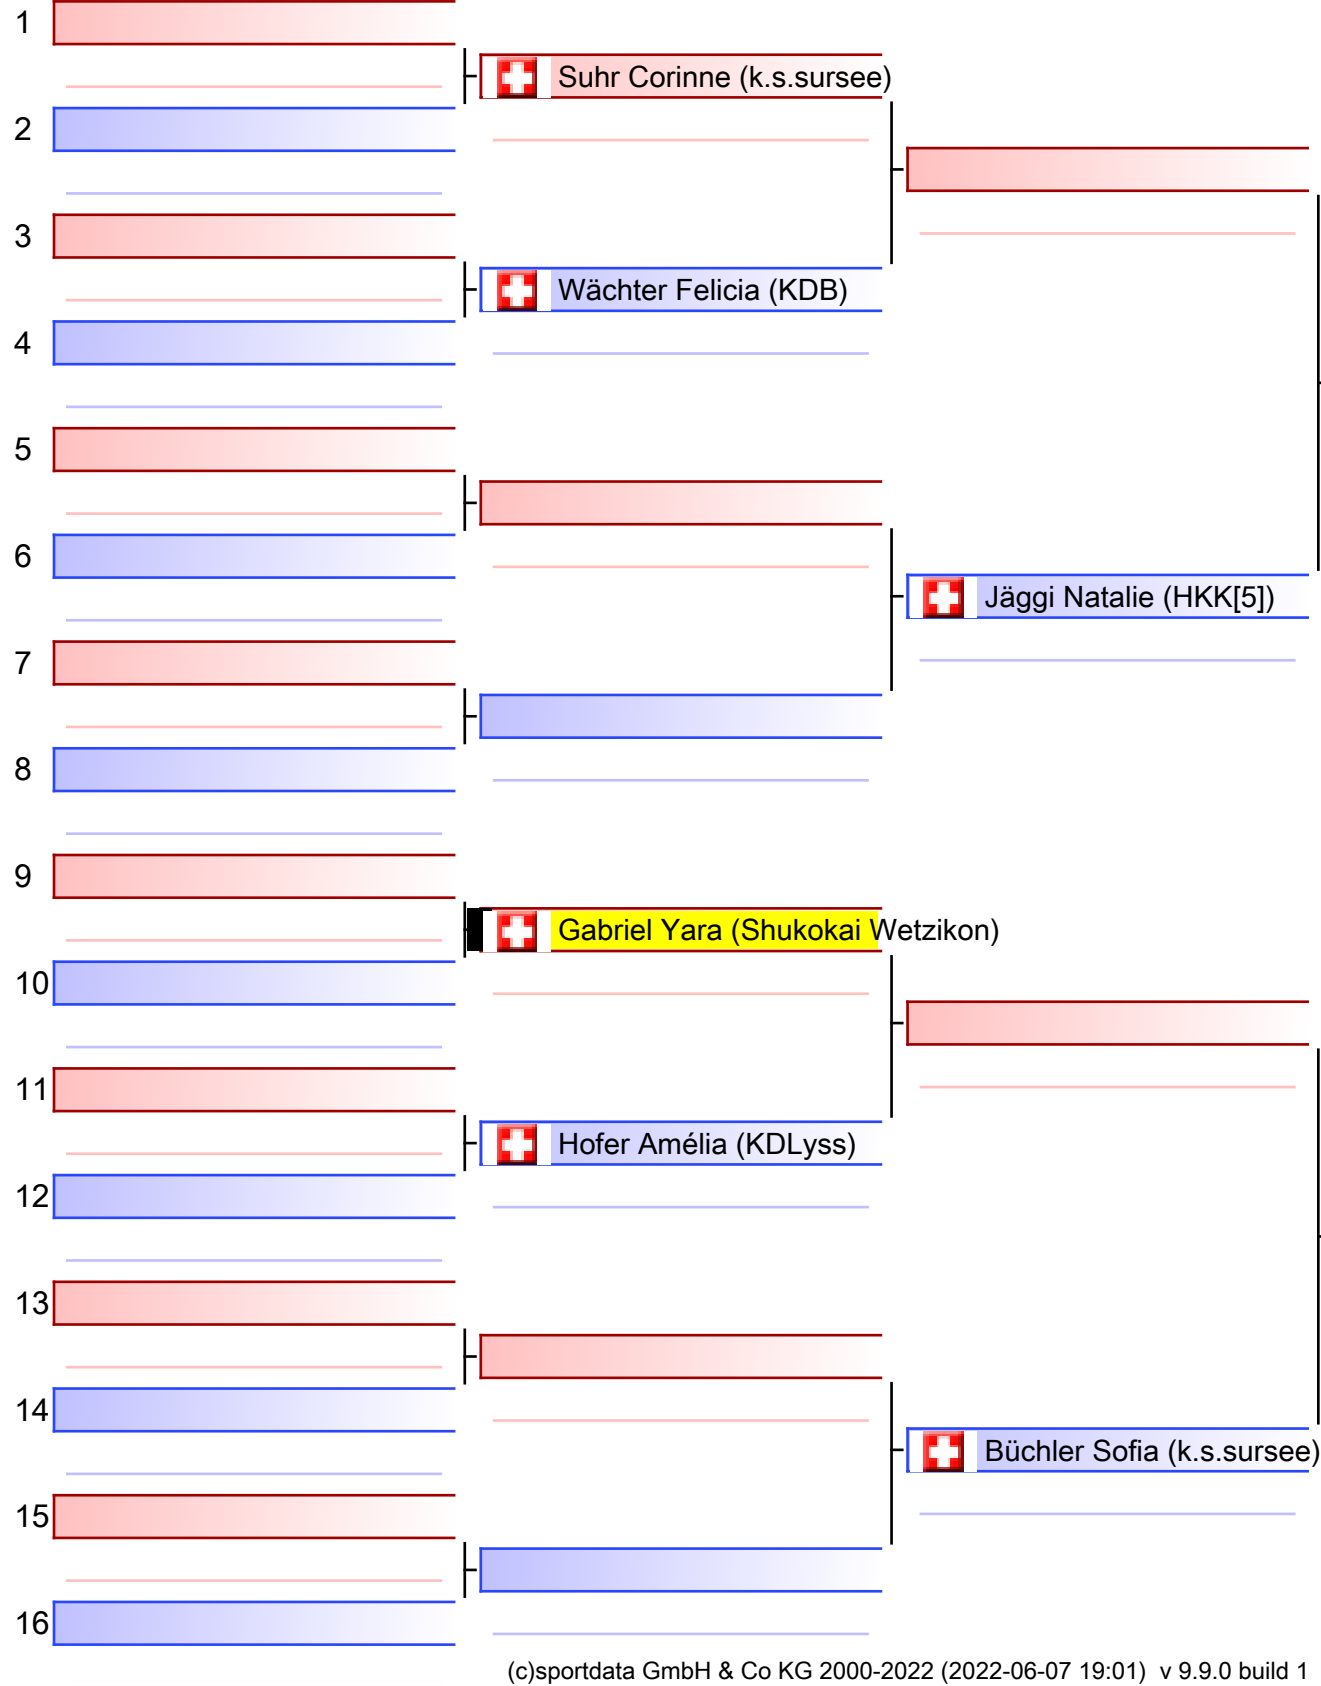 1
Suhr Corinne (k.s.sursee)
2
3
Wächter Felicia (KDB)
4
5
6
Jäggi Natalie (HKK[5])
7
8
9
Gabriel Yara (Shukokai Wetzikon)
10
11
Hofer Amélia (KDLyss)
12
13
14
Büchler Sofia (k.s.sursee)
15
16
(c)sportdata GmbH & Co KG 2000-2022 (2022-06-07 19:01) v 9.9.0 build 1